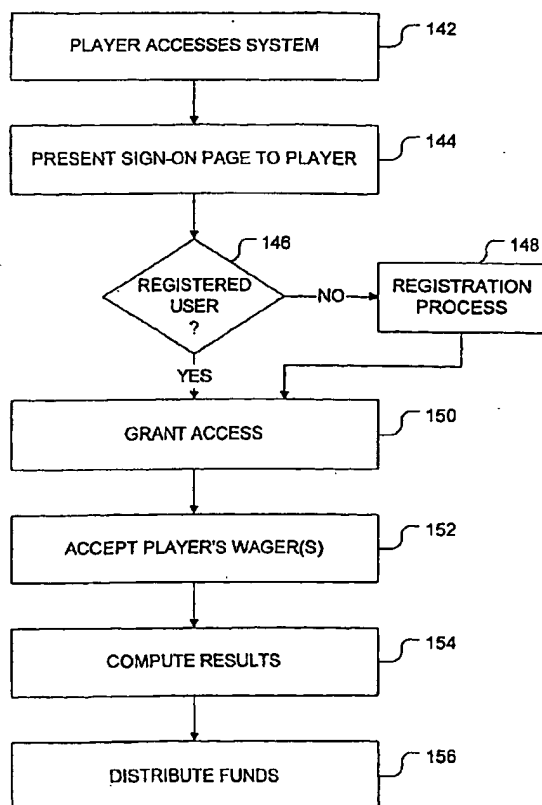 PLAYER ACCESSES SYSTEM
142
PRESENT SIGN-ON PAGE TO PLAYER
144
146
REGISTERED
USER
?
NO
148
REGISTRATION
PROCESS
YES
GRANT ACCESS
150
ACCEPT PLAYER'S WAGER(S)
152
COMPUTE RESULTS
154
DISTRIBUTE FUNDS
156